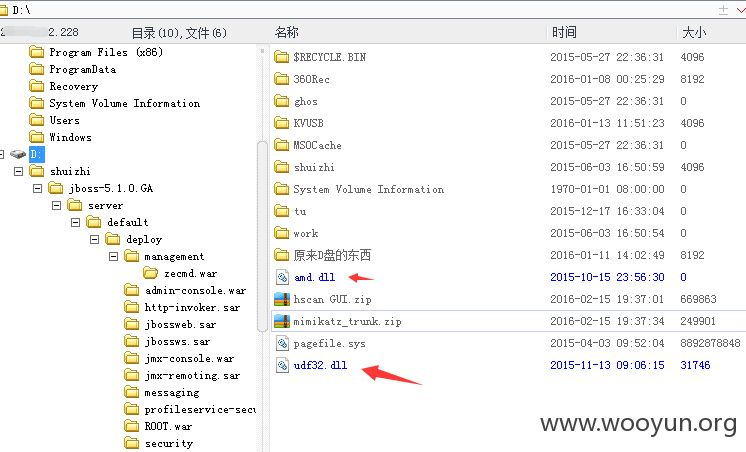 D:\
2.228 目录(10),文件(6)
名称 时间 大小
Program Files (x86)
ProgramData
Recovery
System Volume Information
Users
Windows
D:
shuizhi
jboss-5.1.0.GA
server
default
deploy
management
zecmd.war
admin-console.war
http-invoker.sar
jbossweb.sar
jbossws.sar
jmx-console.war
jmx-remoting.sar
messaging
profileservice-secu
ROOT.war
security
$RECYCLE.BIN 2015-05-27 22:36:31 4096
360Rec 2016-01-08 00:25:29 8192
ghos 2015-05-27 22:36:31 0
KVUSB 2016-01-13 11:51:23 4096
MSOCache 2015-05-27 22:36:31 0
shuizhi 2015-06-03 16:50:59 4096
System Volume Information 1970-01-01 08:00:00 0
tu 2015-12-17 16:33:04 0
work 2015-06-03 16:50:54 0
原来D盘的东西 2016-01-11 14:02:49 8192
amd.dll 2015-10-15 23:56:30 0
hscan GUI.zip 2016-02-15 19:37:01 669863
mimikatz_trunk.zip 2016-02-15 19:37:34 249901
pagefile.sys 2015-04-03 09:52:04 8892878848
udf32.dll 2015-11-13 09:06:15 31746
www.wooyun.org